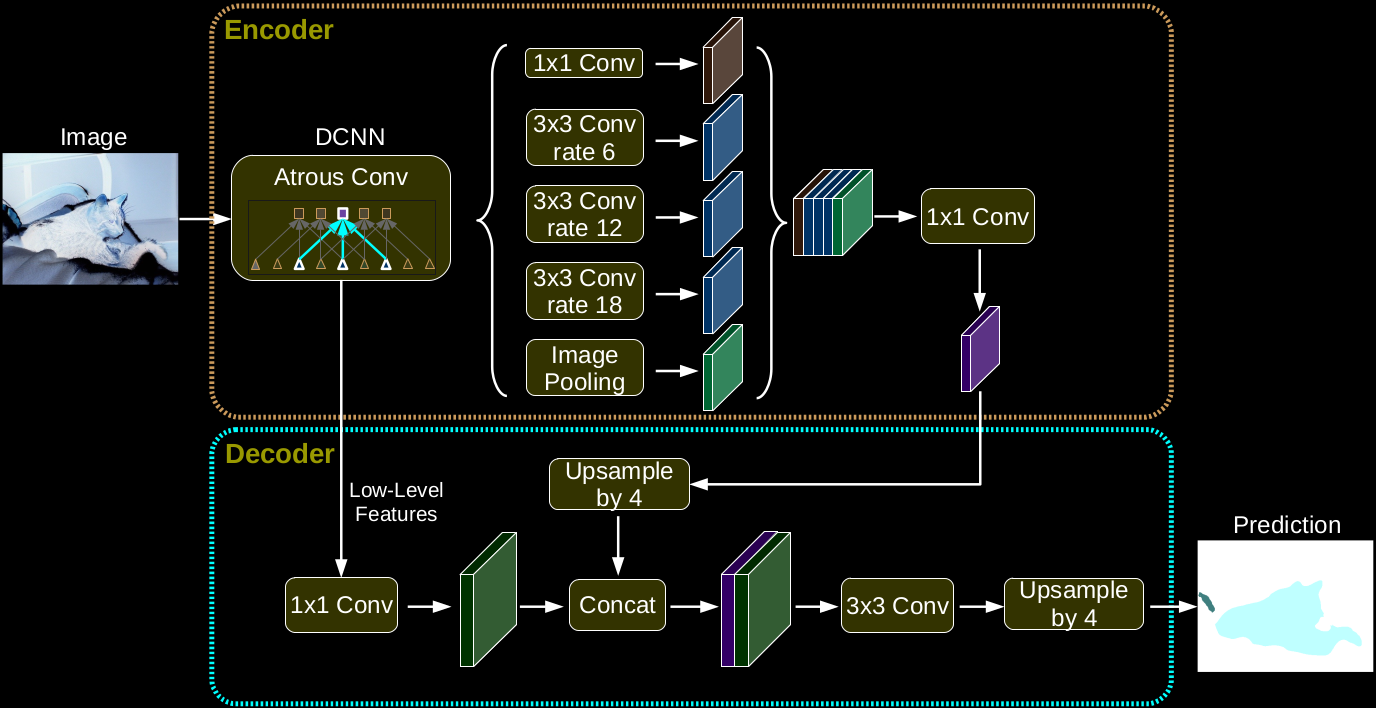 Encoder
Image
DCNN
Atrous Conv
1x1 Conv
3x3 Conv
rate 6
3x3 Conv
rate 12
3x3 Conv
rate 18
Image
Pooling
1x1 Conv
Decoder
Low-Level
Features
Upsample
by 4
1x1 Conv
Concat
3x3 Conv
Upsample
by 4
Prediction